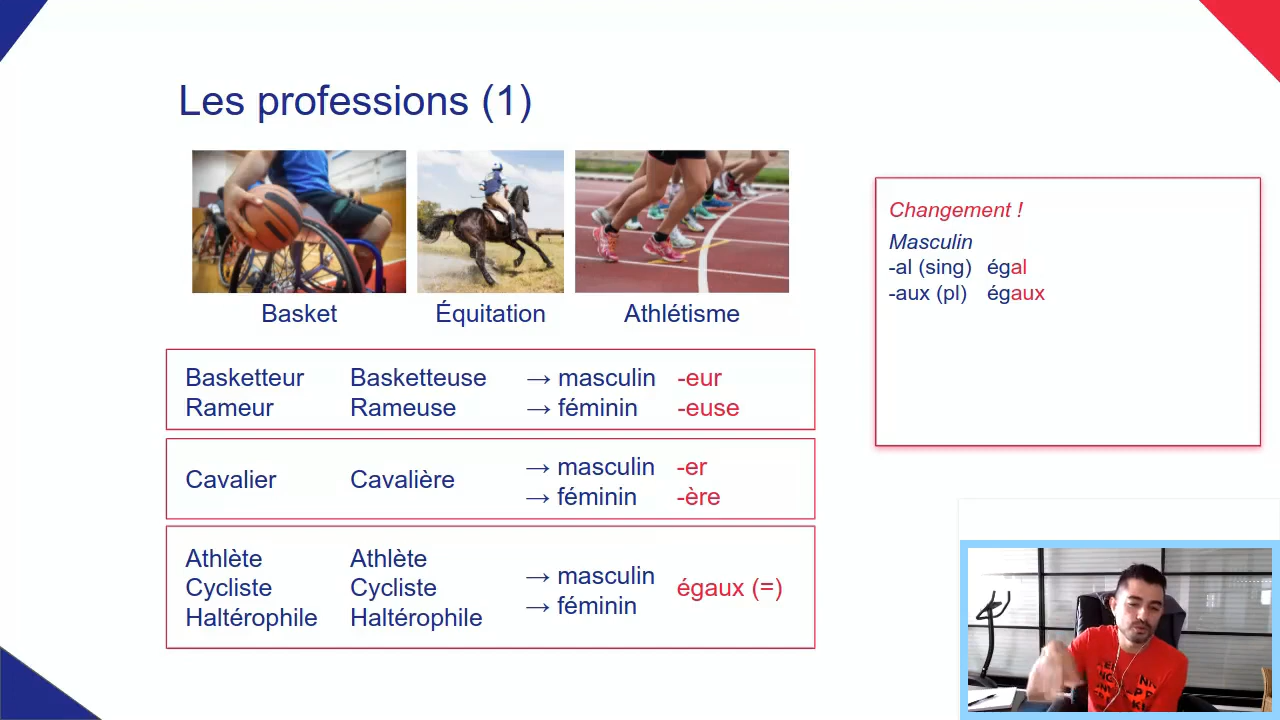 Les professions (1)
Basket Équitation Athlétisme
Basketteur Basketteuse → masculin -eur
Rameur Rameuse → féminin -euse
Cavalier Cavalière → masculin -er
→ féminin -ère
Athlète Athlète
Cycliste Cycliste
Haltérophile Haltérophile
→ masculin
→ féminin
égaux (=)
Changement !
Masculin
-al (sing) égal
-aux (pl) égaux